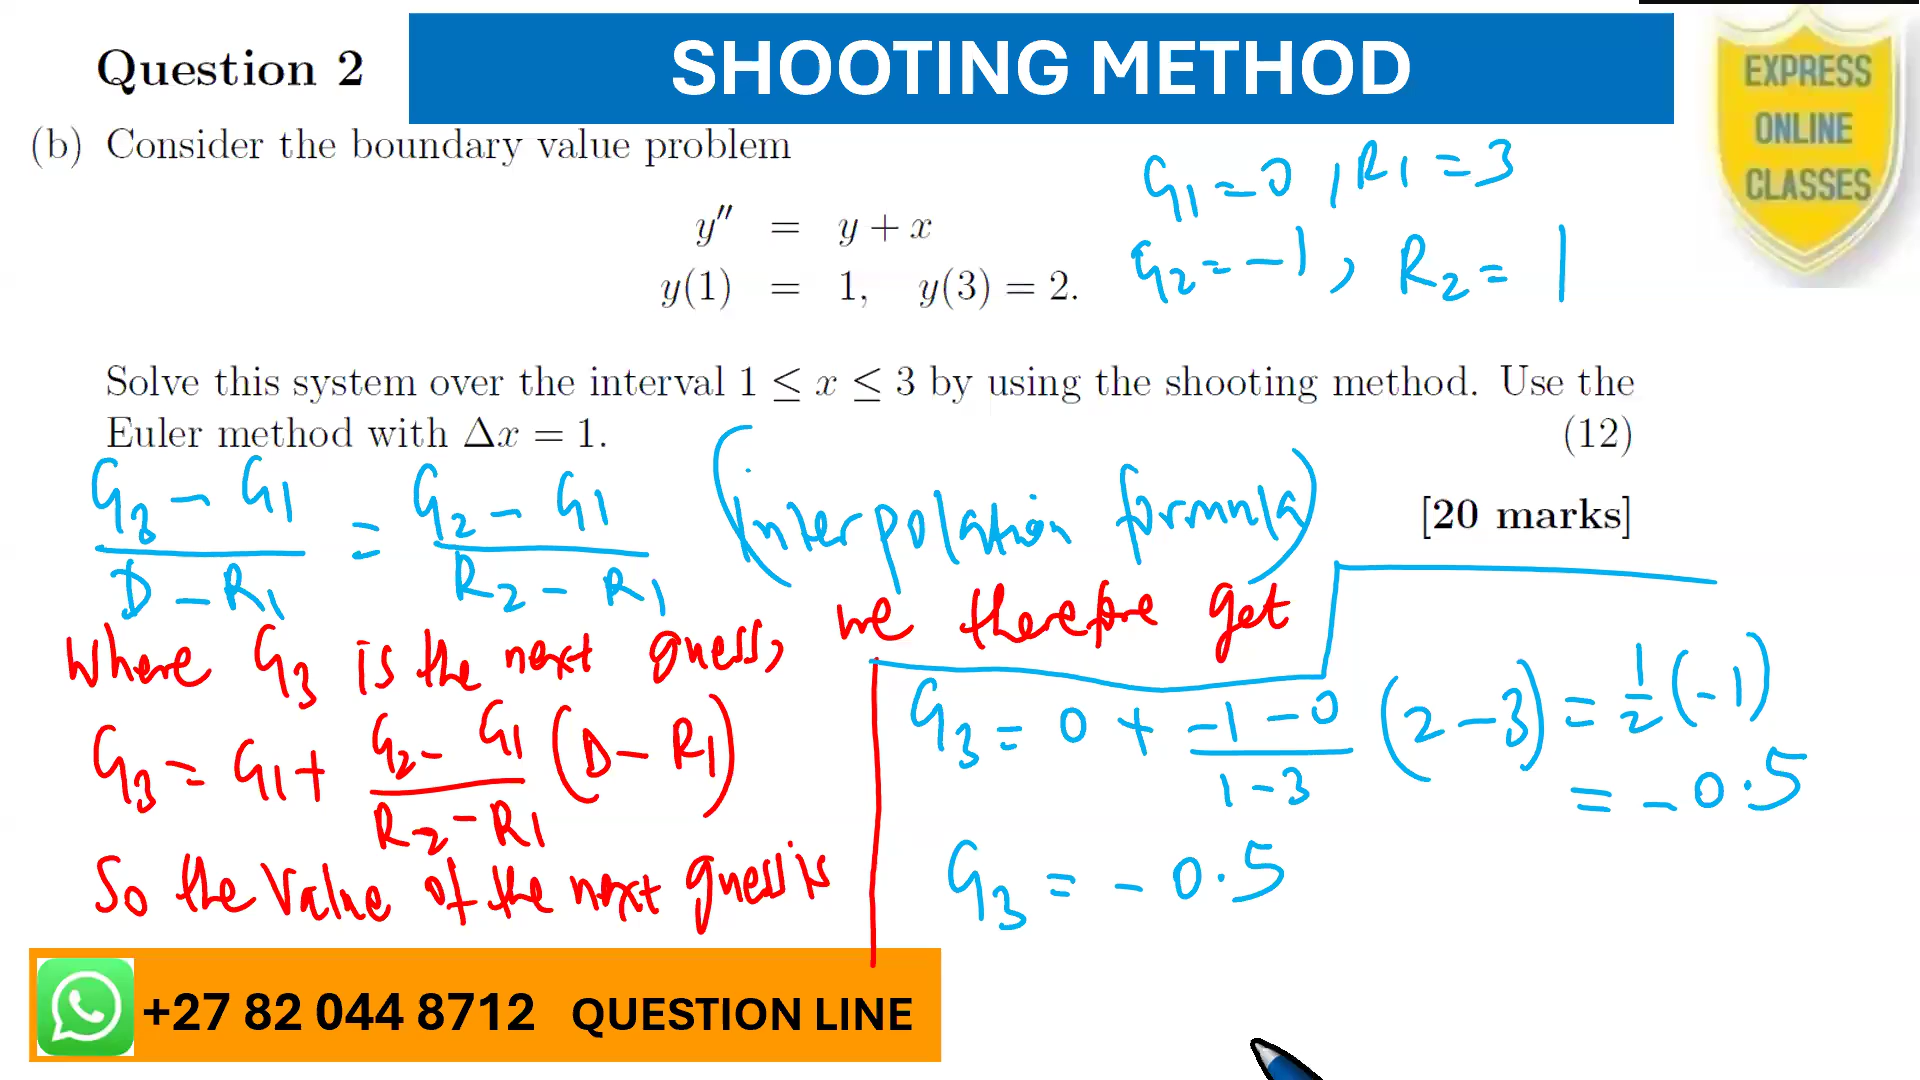 Question 2
SHOOTING METHOD
EXPRESS
ONLINE
CLASSES
(b) Consider the boundary value problem
y″ = y + x
y(1) = 1, y(3) = 2.
G1 = 0, R1 = 3
G2 = -1, R2 = 1
Solve this system over the interval 1 ≤ x ≤ 3 by using the shooting method. Use the
Euler method with Δx = 1. (12)
[20 marks]
(G3 - G1)/(D - R1) = (G2 - G1)/(R2 - R1) (Interpolation formula)
Where G3 is the next guess, we therefore get
G3 = G1 + (G2 - G1)/(R2 - R1) (D - R1)
So the value of the next guess is
G3 = 0 + (-1 - 0)/(1 - 3) (2 - 3) = 1/2 (-1)
= -0.5
G3 = -0.5
+27 82 044 8712 QUESTION LINE